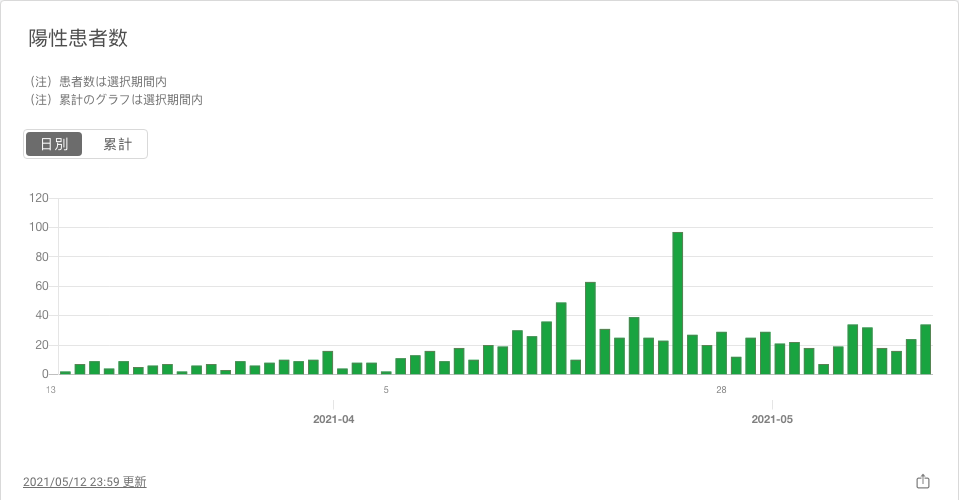 陽性患者数
（注）患者数は選択期間内
（注）累計のグラフは選択期間内
日別 累計
120
100
80
60
40
20
0
13 5 28
2021-04 2021-05
2021/05/12 23:59 更新